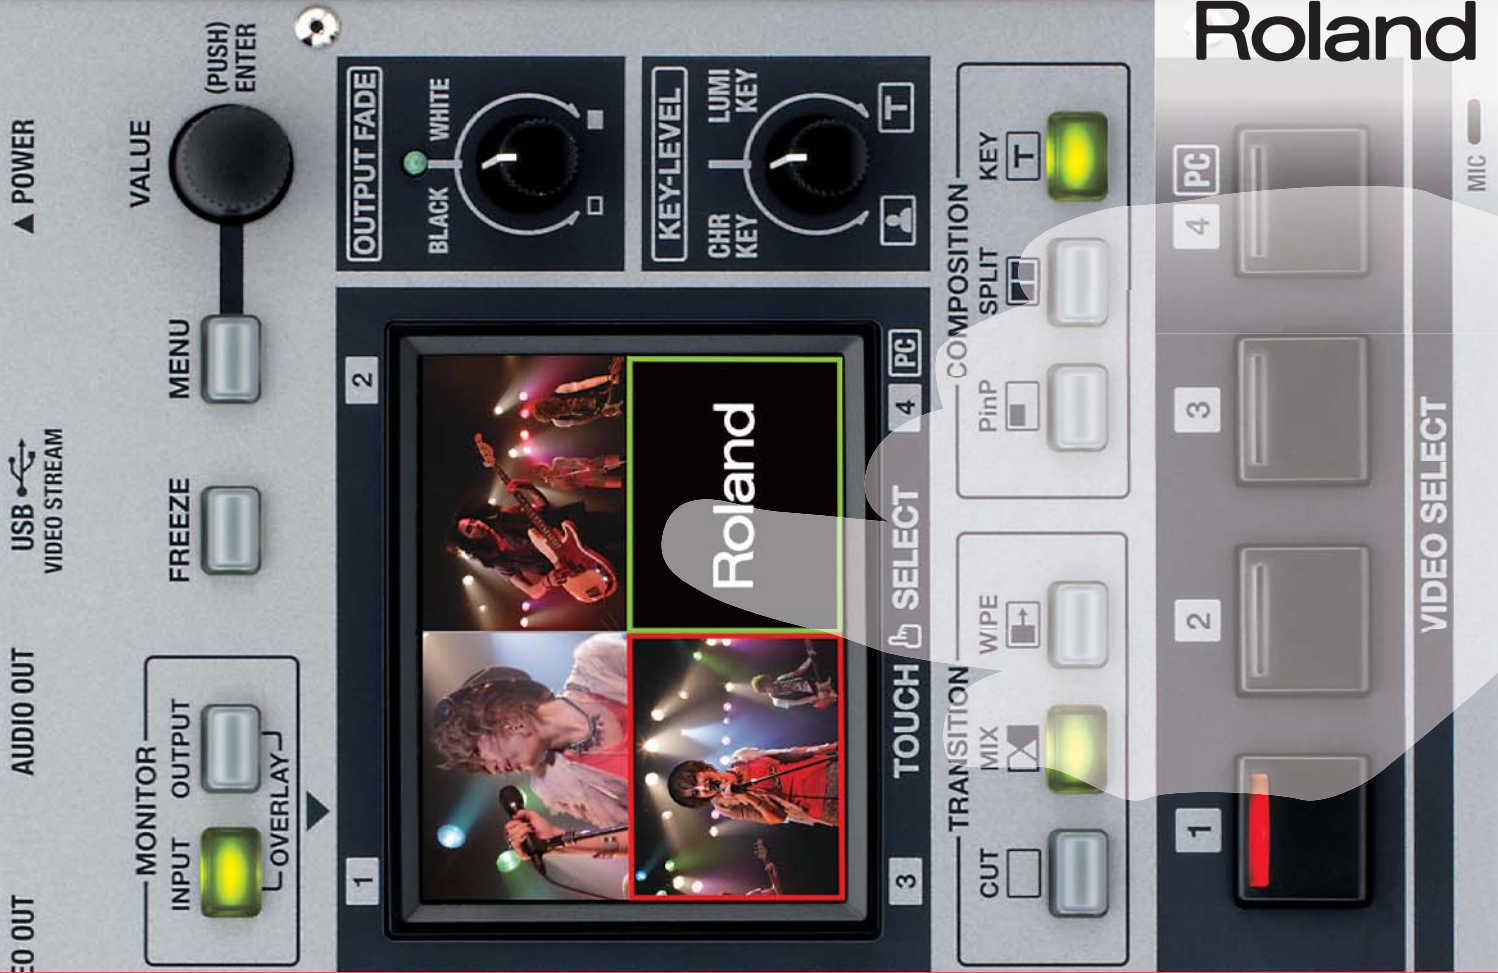 Roland
EO OUT
AUDIO OUT
USB
VIDEO STREAM
▲ POWER
MONITOR
INPUT
OUTPUT
OVERLAY
FREEZE
MENU
VALUE
(PUSH)
ENTER
OUTPUT FADE
BLACK
WHITE
KEY-LEVEL
CHR
KEY
LUMI
KEY
T
1
2
Roland
3
TOUCH SELECT
4 PC
TRANSITION
CUT
MIX
WIPE
COMPOSITION
PinP
SPLIT
KEY
T
1
2
3
4 PC
VIDEO SELECT
MIC